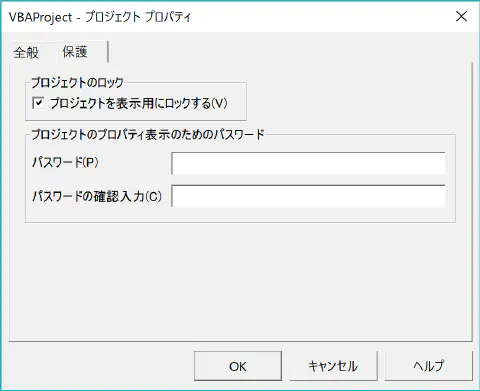 VBAProject - プロジェクト プロパティ
全般 保護
プロジェクトのロック
プロジェクトを表示用にロックする(V)
プロジェクトのプロパティ表示のためのパスワード
パスワード(P)
パスワードの確認入力(C)
OK キャンセル ヘルプ